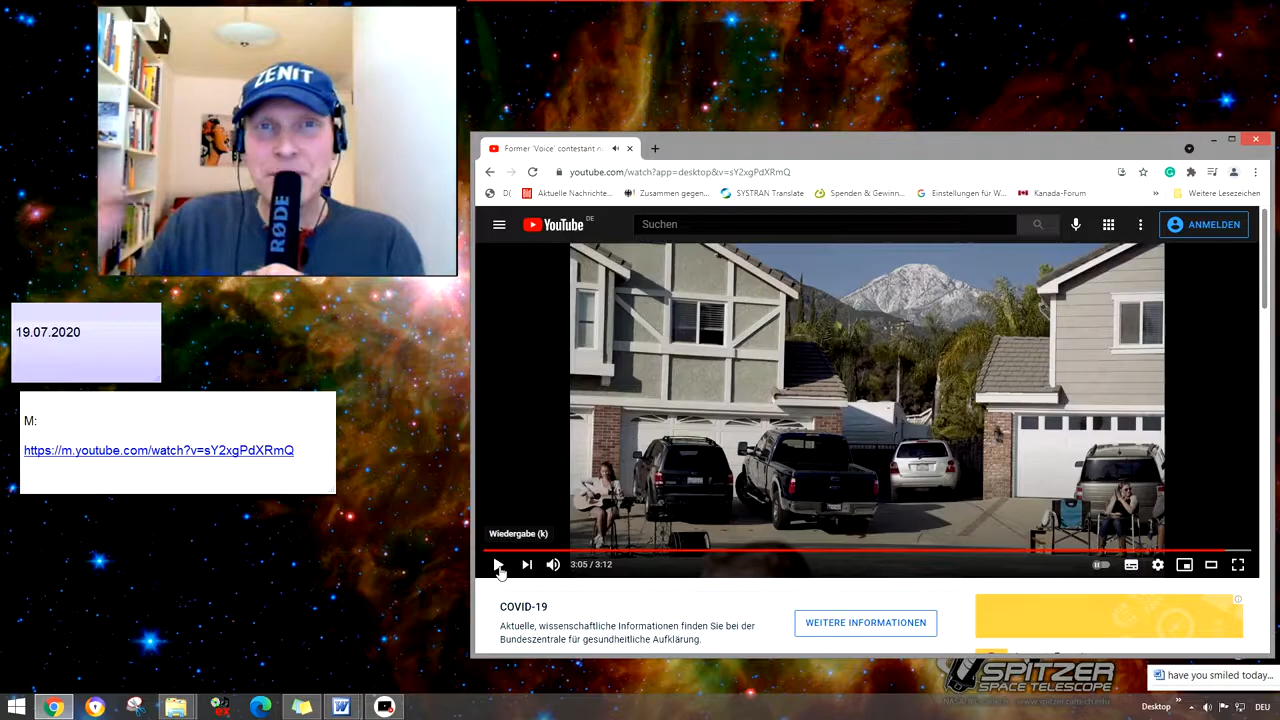 ZENIT
RØDE
19.07.2020
M:
https://m.youtube.com/watch?v=sY2xgPdXRmQ
Former 'Voice' contestant
youtube.com/watch?app=desktop&v=sY2xgPdXRmQ
D(
Aktuelle Nachrichte...
Zusammen gegen...
SYSTRAN Translate
Spenden & Gewinn...
Einstellungen für W...
Kanada-Forum
»
Weitere Lesezeichen
YouTube DE
Suchen
ANMELDEN
Wiedergabe (k)
3:05 / 3:12
COVID-19
Aktuelle, wissenschaftliche Informationen finden Sie bei der
Bundeszentrale für gesundheitliche Aufklärung.
WEITERE INFORMATIONEN
SPITZER
SPACE TELESCOPE
have you smiled today...
Desktop
»
DEU